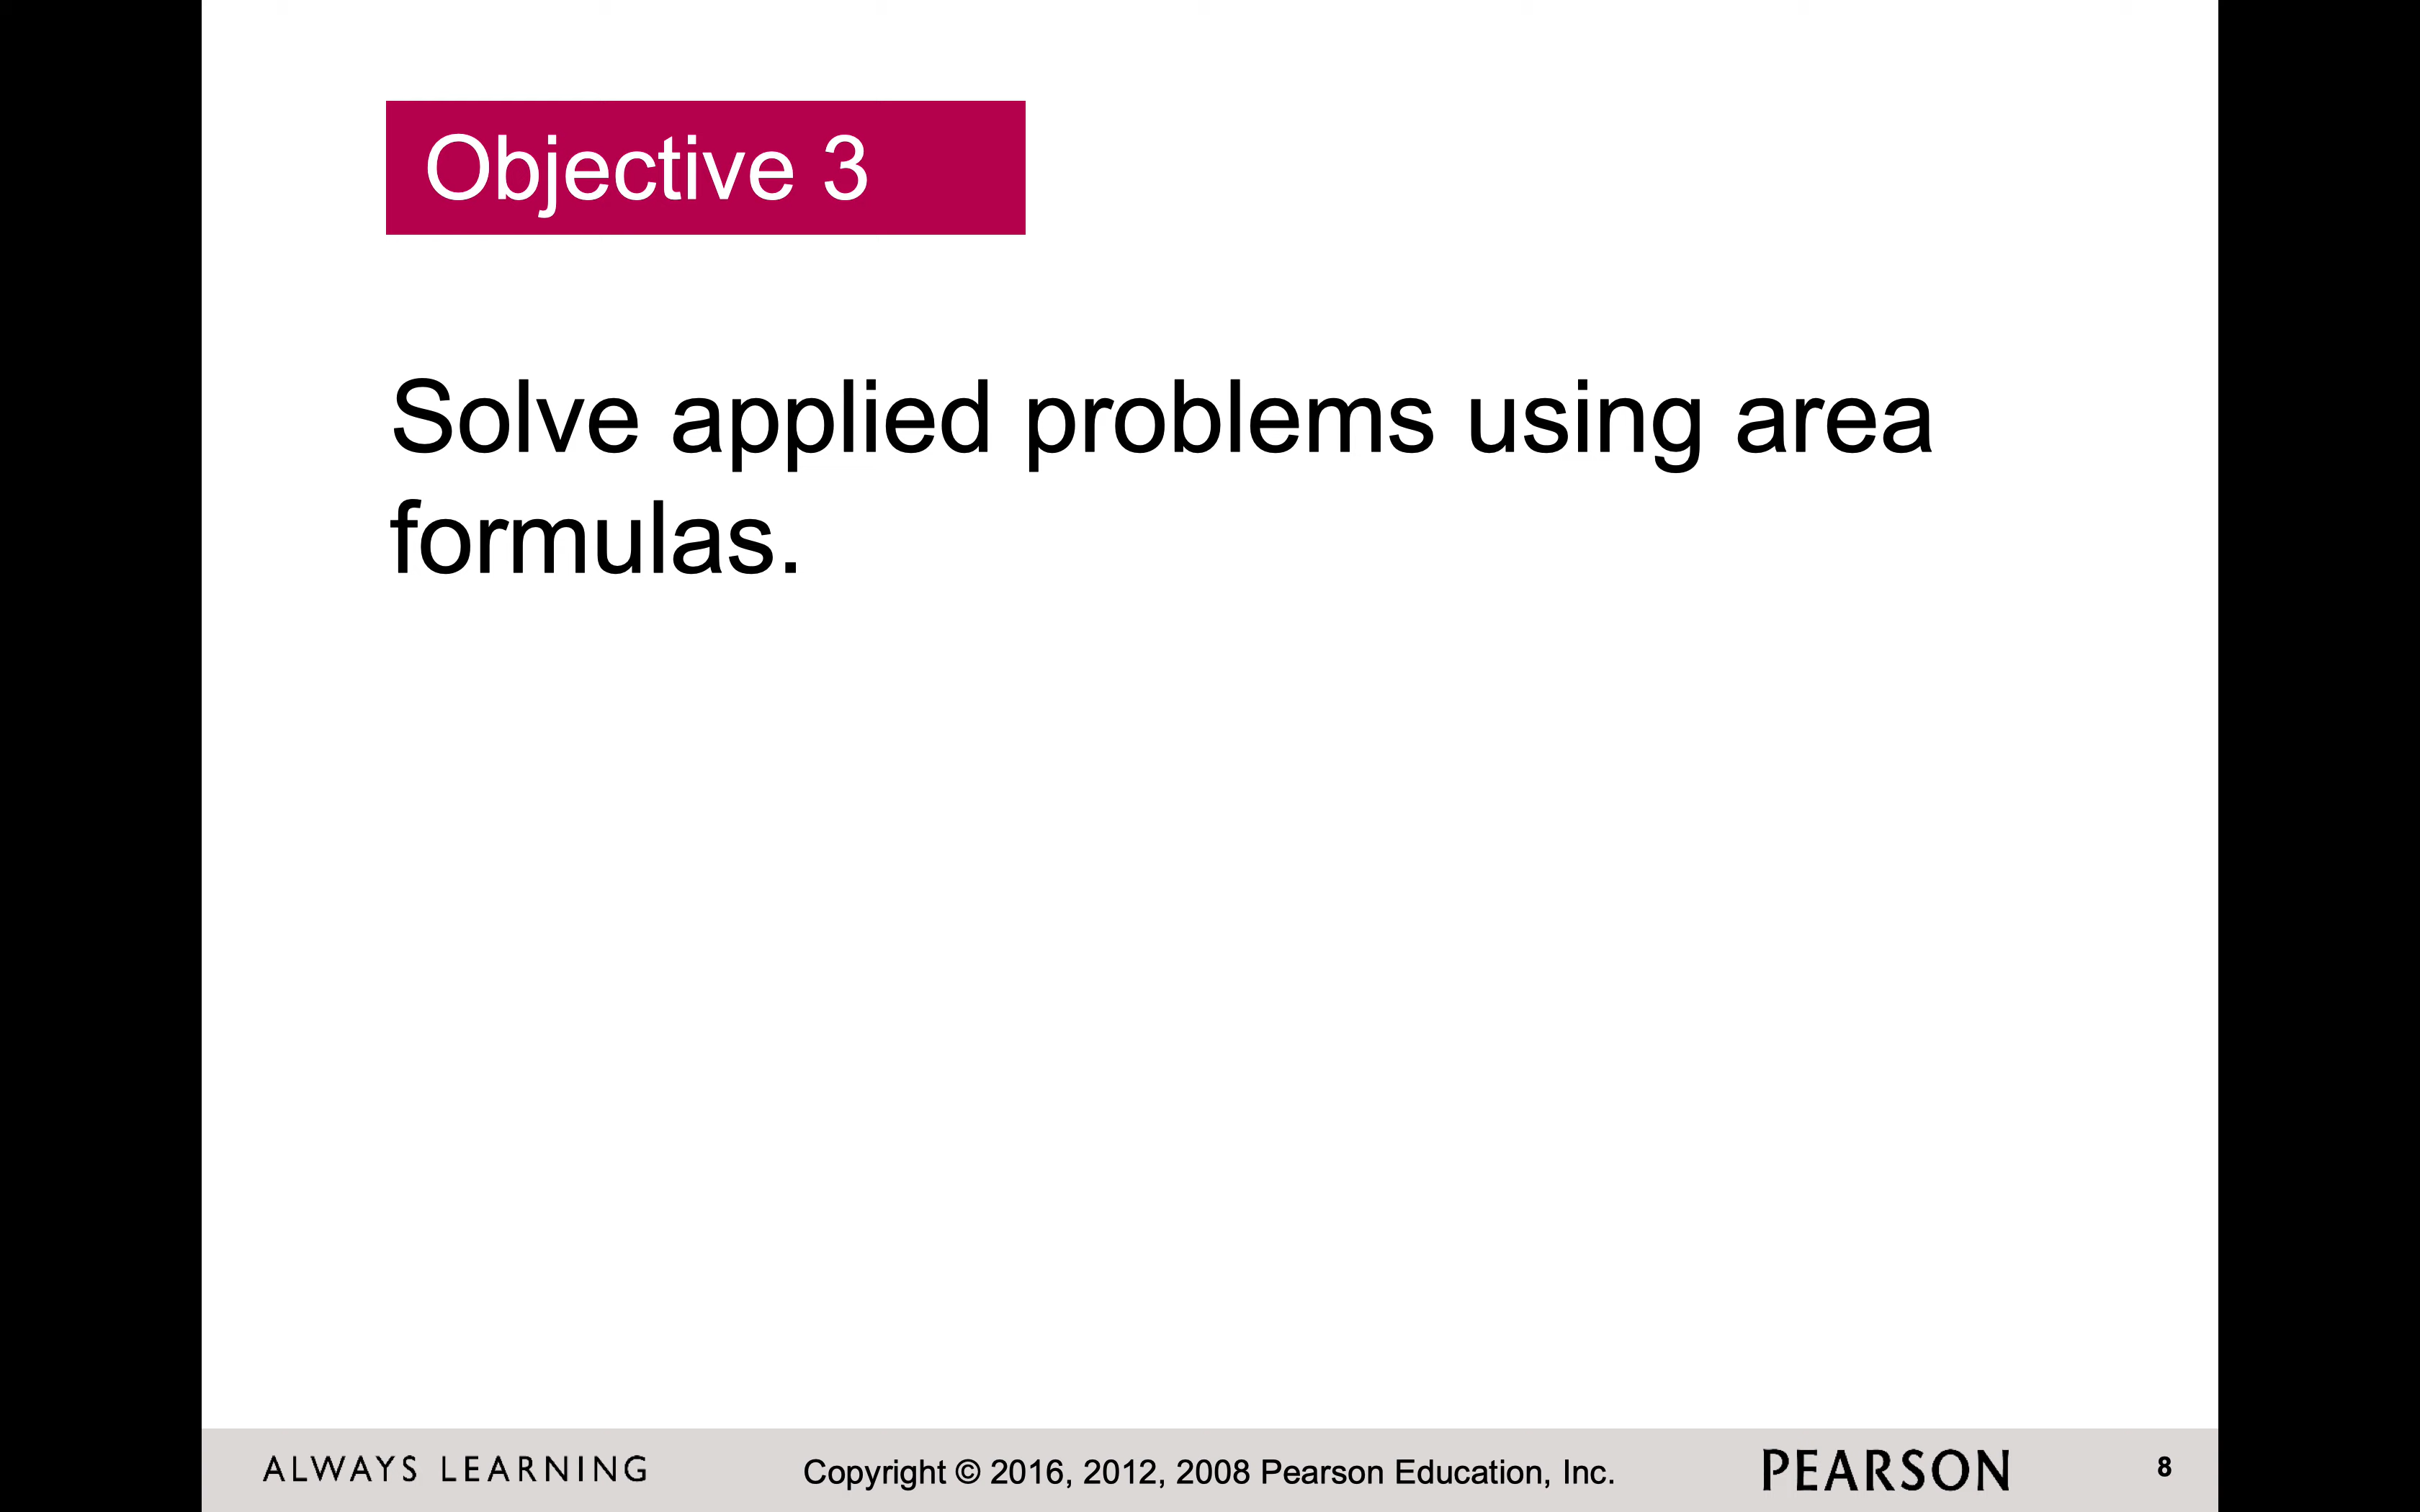 Objective 3
Solve applied problems using area
formulas.
ALWAYS LEARNING
Copyright © 2016, 2012, 2008 Pearson Education, Inc.
PEARSON
8